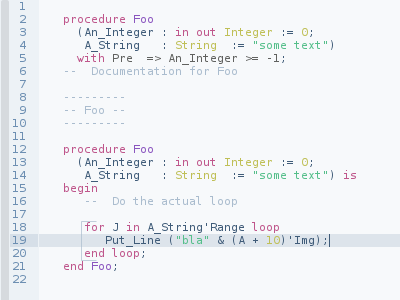 1
2 procedure Foo
3 (An_Integer : in out Integer := 0;
4 A_String : String := "some text")
5 with Pre => An_Integer >= -1;
6 -- Documentation for Foo
7
8 ---------
9 -- Foo --
10 ---------
11
12 procedure Foo
13 (An_Integer : in out Integer := 0;
14 A_String : String := "some text") is
15 begin
16 -- Do the actual loop
17
18 for J in A_String'Range loop
19 Put_Line ("bla" & (A + 10)'Img);
20 end loop;
21 end Foo;
22